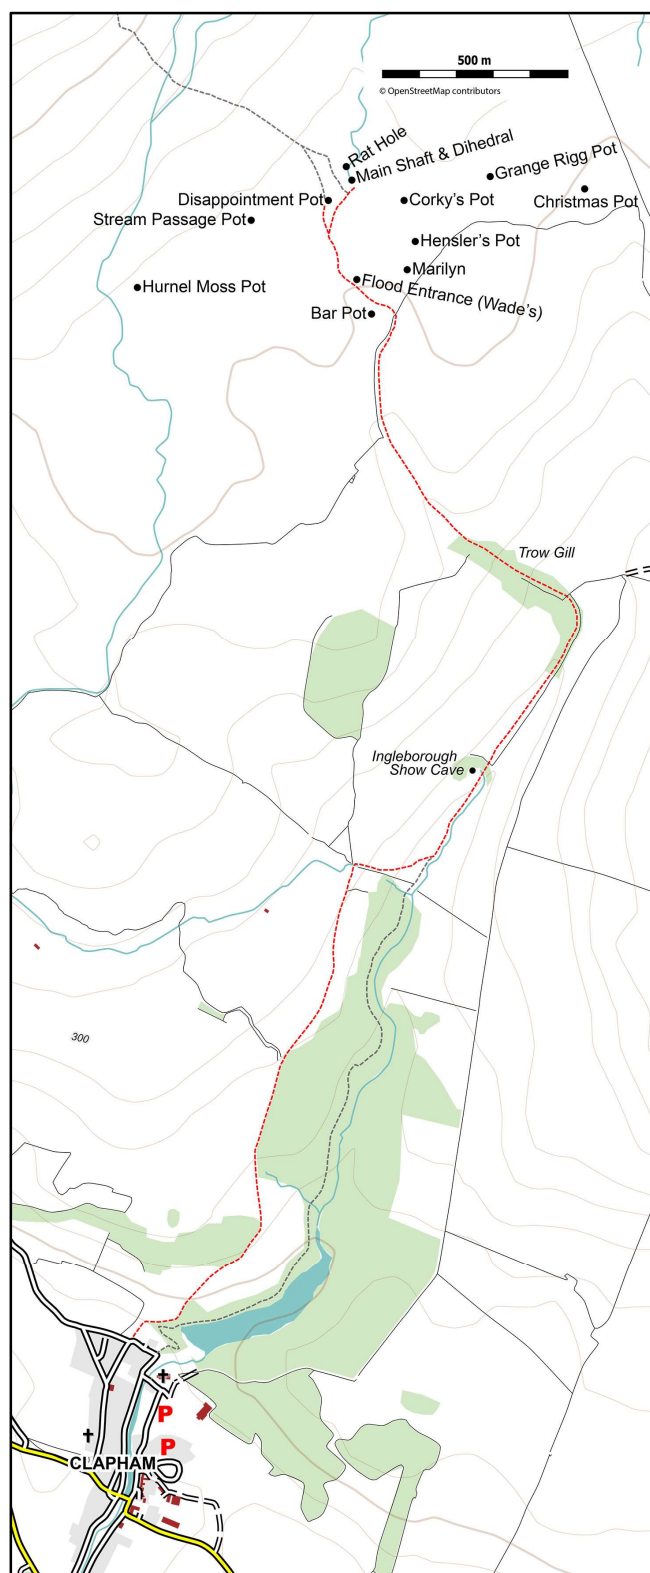 500 m
© OpenStreetMap contributors
Rat Hole
Main Shaft & Dihedral
Grange Rigg Pot
Disappointment Pot
Corky's Pot
Christmas Pot
Stream Passage Pot
Hensler's Pot
Marilyn
Hurnel Moss Pot
Flood Entrance (Wade's)
Bar Pot
Trow Gill
Ingleborough
Show Cave
300
P
P
CLAPHAM